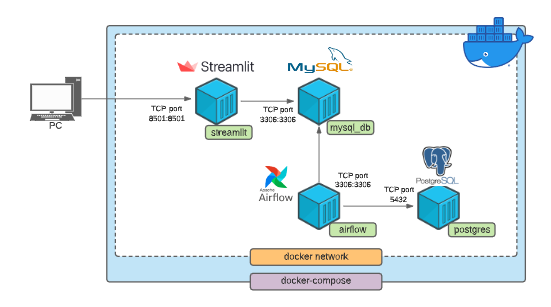 Streamlit
MySQL
TCP port
8501:8501
TCP port
3306:3306
PC
streamlit
mysql_db
TCP port
3306:3306
PostgreSQL
Apache
Airflow
TCP port
5432
airflow
postgres
docker network
docker-compose